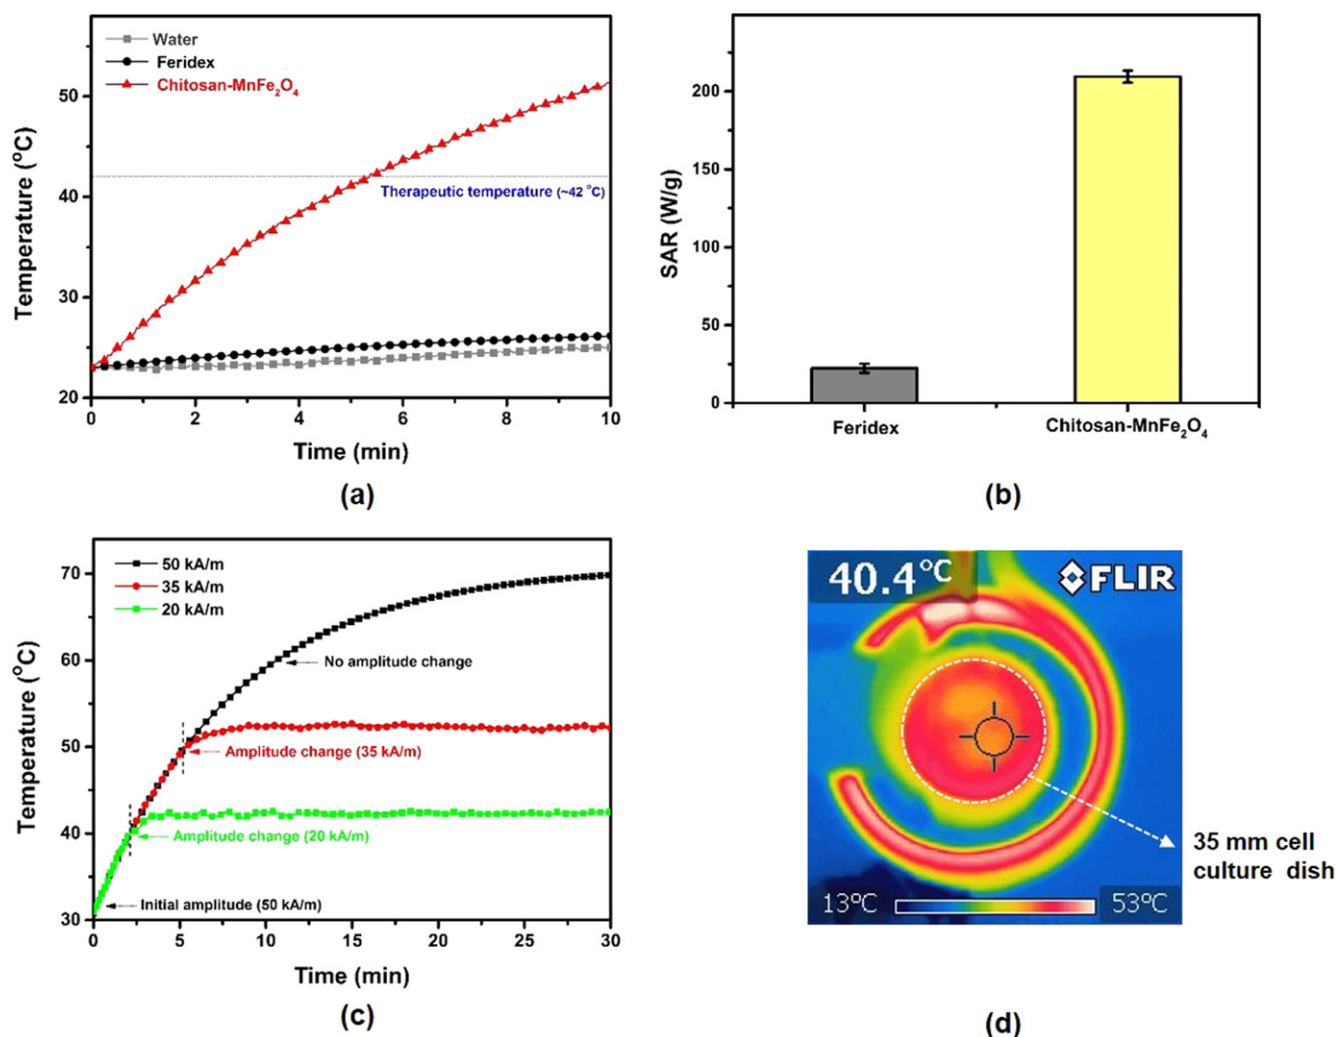 Water
Feridex
Chitosan-MnFe₂O₄
50
40
30
20
Temperature (°C)
Therapeutic temperature (~42 °C)
0
2
4
6
8
10
Time (min)
(a)
200
150
100
50
0
SAR (W/g)
Feridex
Chitosan-MnFe₂O₄
(b)
50 kA/m
35 kA/m
20 kA/m
70
60
50
40
30
Temperature (°C)
No amplitude change
Amplitude change (35 kA/m)
Amplitude change (20 kA/m)
Initial amplitude (50 kA/m)
0
5
10
15
20
25
30
Time (min)
(c)
40.4°C
FLIR
13ºC
53ºC
35 mm cell
culture dish
(d)